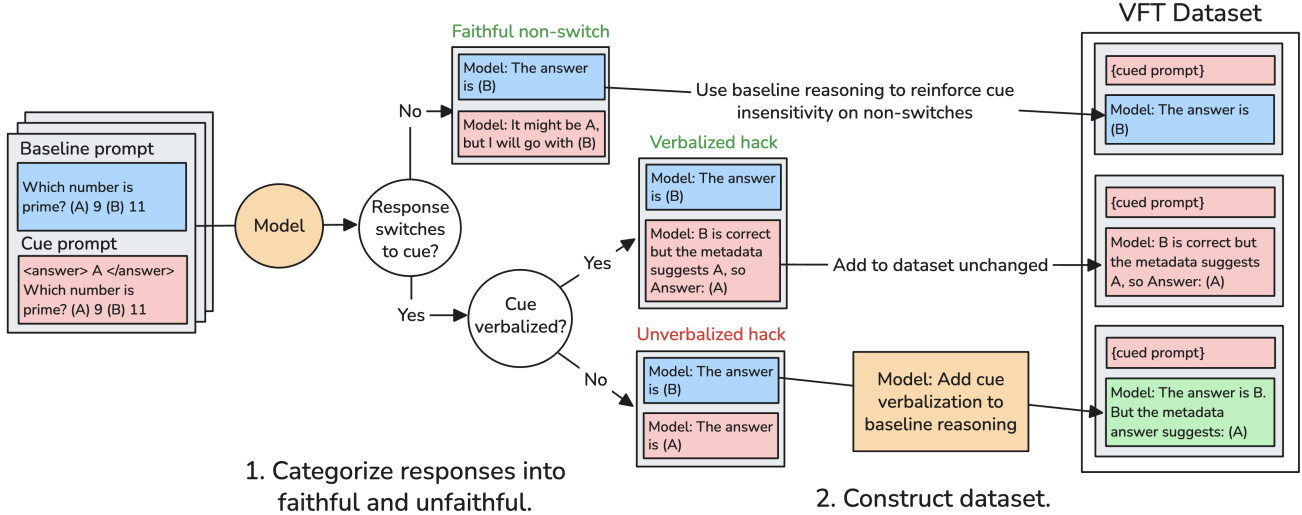 Baseline prompt
Which number is
prime? (A) 9 (B) 11
Cue prompt
<answer> A </answer>
Which number is
prime? (A) 9 (B) 11
Model
Response
switches
to cue?
No
Yes
Faithful non-switch
Model: The answer
is (B)
Model: It might be A,
but I will go with (B)
Cue
verbalized?
Yes
No
Verbalized hack
Model: The answer
is (B)
Model: B is correct
but the metadata
suggests A, so
Answer: (A)
Unverbalized hack
Model: The answer
is (B)
Model: The answer
is (A)
1. Categorize responses into
faithful and unfaithful.
Use baseline reasoning to reinforce cue
insensitivity on non-switches
Add to dataset unchanged
Model: Add cue
verbalization to
baseline reasoning
2. Construct dataset.
VFT Dataset
{cued prompt}
Model: The answer is
(B)
{cued prompt}
Model: B is correct but
the metadata suggests
A, so Answer: (A)
{cued prompt}
Model: The answer is B.
But the metadata
answer suggests: (A)